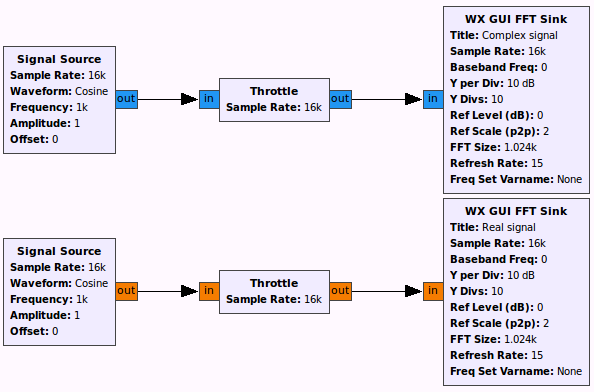 Signal Source
Sample Rate: 16k
Waveform: Cosine
Frequency: 1k
Amplitude: 1
Offset: 0
out
in
Throttle
Sample Rate: 16k
out
in
WX GUI FFT Sink
Title: Complex signal
Sample Rate: 16k
Baseband Freq: 0
Y per Div: 10 dB
Y Divs: 10
Ref Level (dB): 0
Ref Scale (p2p): 2
FFT Size: 1.024k
Refresh Rate: 15
Freq Set Varname: None
Signal Source
Sample Rate: 16k
Waveform: Cosine
Frequency: 1k
Amplitude: 1
Offset: 0
out
in
Throttle
Sample Rate: 16k
out
in
WX GUI FFT Sink
Title: Real signal
Sample Rate: 16k
Baseband Freq: 0
Y per Div: 10 dB
Y Divs: 10
Ref Level (dB): 0
Ref Scale (p2p): 2
FFT Size: 1.024k
Refresh Rate: 15
Freq Set Varname: None